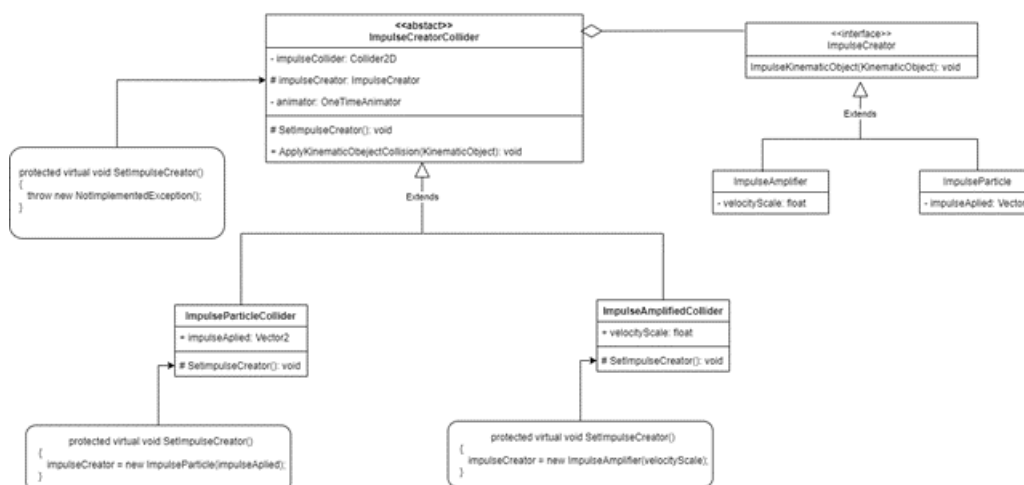 <<abstact>>
ImpulseCreatorCollider
- impulseCollider: Collider2D
# impulseCreator: ImpulseCreator
- animator: OneTimeAnimator
# SetImpulseCreator(): void
+ ApplyKinematicObejectCollision(KinematicObject): void
<<interface>>
ImpulseCreator
ImpulseKinematicObject(KinematicObject): void
Extends
ImpulseAmplifier
- velocityScale: float
ImpulseParticle
- impulseAplied: Vector
protected virtual void SetImpulseCreator()
{
throw new NotImplementedException();
}
Extends
ImpulseParticleCollider
+ impulseAplied: Vector2
# SetImpulseCreator(): void
ImpulseAmplifiedCollider
+ velocityScale: float
# SetImpulseCreator(): void
protected virtual void SetImpulseCreator()
{
impulseCreator = new ImpulseParticle(impulseAplied);
}
protected virtual void SetImpulseCreator()
{
impulseCreator = new ImpulseAmplifier(velocityScale);
}